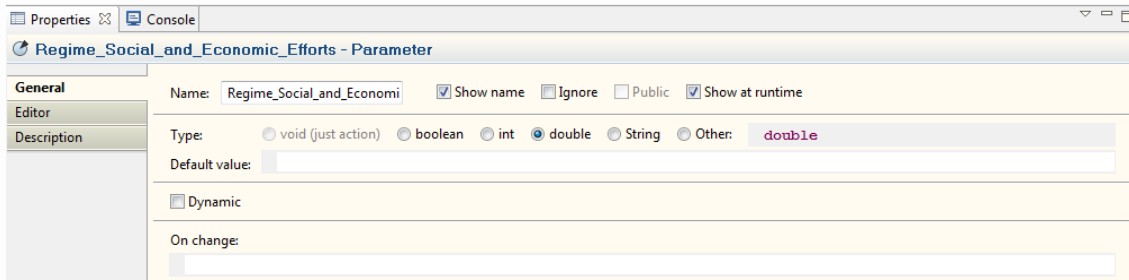 Properties Console
Regime_Social_and_Economic_Efforts - Parameter
General
Name: Regime_Social_and_Economi Show name Ignore Public Show at runtime
Editor
Description
Type: void (just action) boolean int double String Other: double
Default value:
Dynamic
On change: